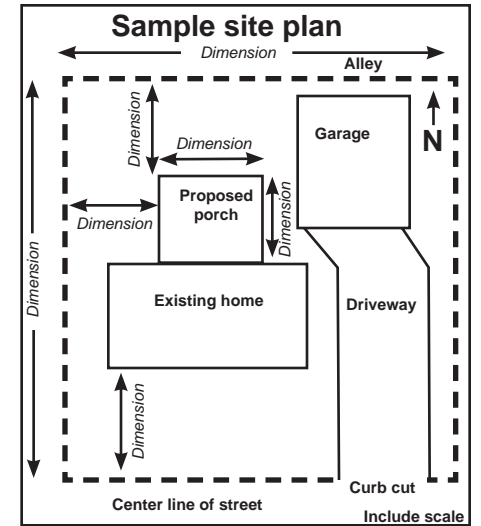 Sample site plan
Dimension
Alley
Dimension
Garage
N
Dimension
Dimension
Proposed
porch
Dimension
Dimension
Existing home
Driveway
Dimension
Curb cut
Center line of street
Include scale